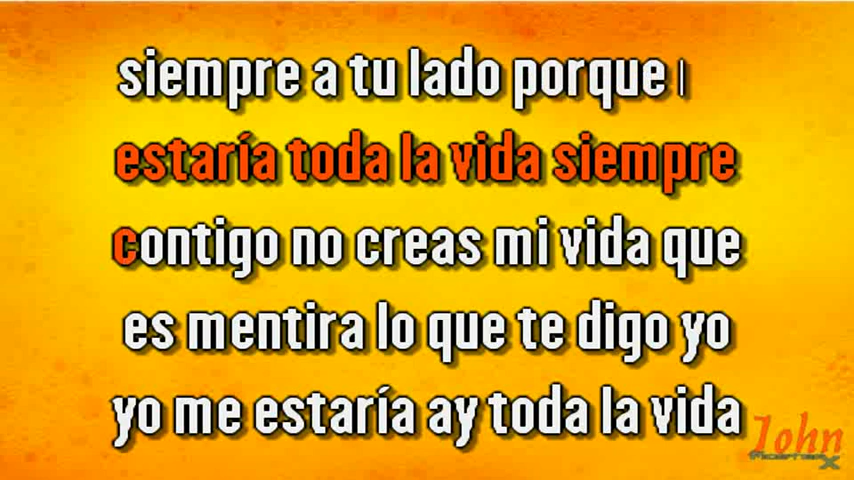 siempre a tu lado porque
estaría toda la vida siempre
contigo no creas mi vida que
es mentira lo que te digo yo
yo me estaría ay toda la vida
John